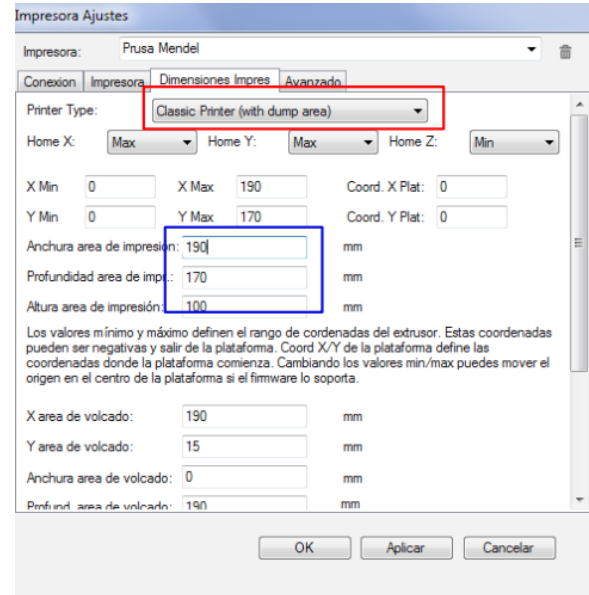 Impresora Ajustes
Impresora: Prusa Mendel
Conexion Impresora Dimensiones Impres Avanzado
Printer Type: Classic Printer (with dump area)
Home X: Max Home Y: Max Home Z: Min
X Min 0 X Max 190 Coord. X Plat: 0
Y Min 0 Y Max 170 Coord. Y Plat: 0
Anchura area de impresión: 190 mm
Profundidad area de impr.: 170 mm
Altura area de impresión: 100 mm
Los valores mínimo y máximo definen el rango de cordenadas del extrusor. Estas coordenadas
pueden ser negativas y salir de la plataforma. Coord X/Y de la plataforma define las
coordenadas donde la plataforma comienza. Cambiando los valores min/max puedes mover el
origen en el centro de la plataforma si el firmware lo soporta.
X area de volcado: 190 mm
Y area de volcado: 15 mm
Anchura area de volcado: 0 mm
Profund. area de volcado: 190 mm
OK Aplicar Cancelar